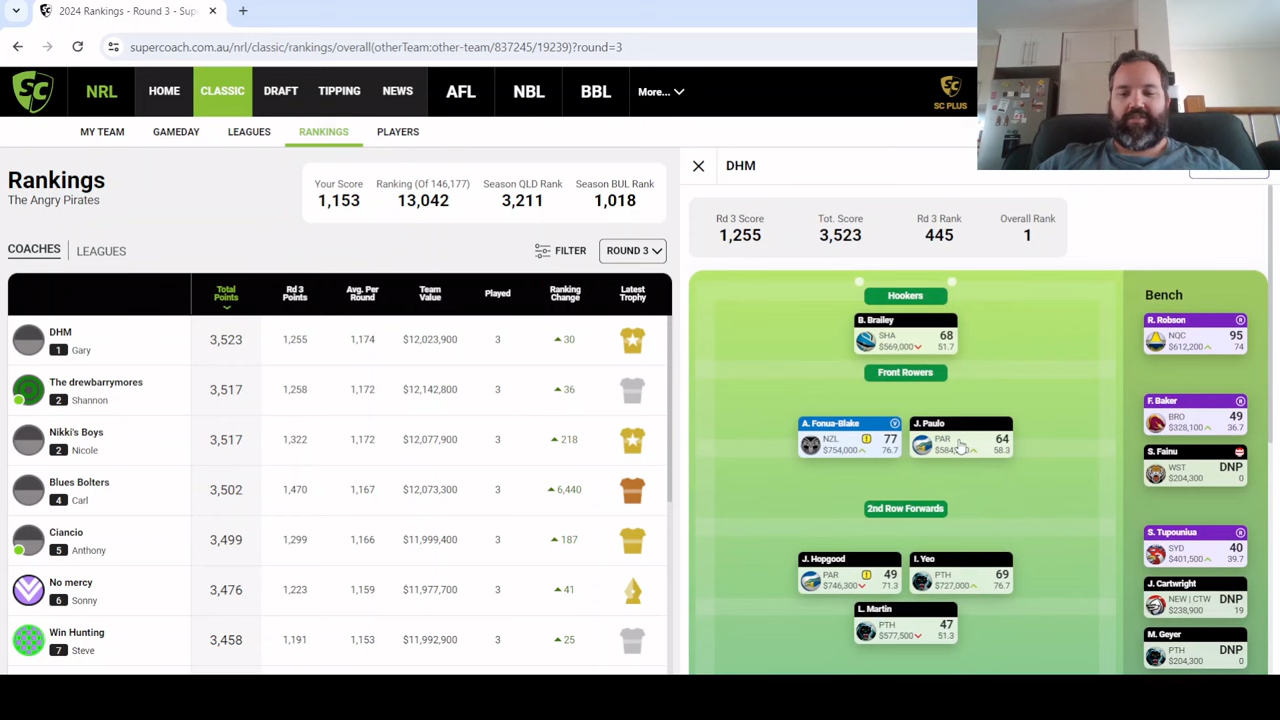 2024 Rankings - Round 3 - Sup
supercoach.com.au/nrl/classic/rankings/overall(otherTeam:other-team/837245/19239)?round=3
SC NRL HOME CLASSIC DRAFT TIPPING NEWS AFL NBL BBL More...
SC PLUS
MY TEAM GAMEDAY LEAGUES RANKINGS PLAYERS
Rankings
The Angry Pirates
Your Score Ranking (Of 146,177) Season QLD Rank Season BUL Rank
1,153 13,042 3,211 1,018
COACHES LEAGUES
FILTER ROUND 3
Total Points Rd 3 Points Avg. Per Round Team Value Played Ranking Change Latest Trophy
DHM
1 Gary
3,523 1,255 1,174 $12,023,900 3 30
The drewbarrymores
2 Shannon
3,517 1,258 1,172 $12,142,800 3 36
Nikki's Boys
2 Nicole
3,517 1,322 1,172 $12,077,900 3 218
Blues Bolters
4 Carl
3,502 1,470 1,167 $12,073,300 3 6,440
Ciancio
5 Anthony
3,499 1,299 1,166 $11,999,400 3 187
No mercy
6 Sonny
3,476 1,223 1,159 $11,977,700 3 41
Win Hunting
7 Steve
3,458 1,191 1,153 $11,992,900 3 25
DHM
Rd 3 Score Tot. Score Rd 3 Rank Overall Rank
1,255 3,523 445 1
Hookers
B. Brailey
SHA 68
$569,000 51.7
Front Rowers
A. Fonua-Blake V
NZL 77
$754,000 76.7
J. Paulo
PAR 64
58.3
2nd Row Forwards
J. Hopgood
PAR 49
$746,300 71.3
I. Yeo
PTH 69
$727,000 76.7
L. Martin
PTH 47
$577,500 51.3
Bench
R. Robson R
NQC 95
$612,200 74
F. Baker R
BRO 49
$328,100 36.7
S. Fainu
WST DNP
$204,300 0
S. Tupouniua R
SYD 40
$401,500 39.7
J. Cartwright
NEW | CTW DNP
$238,900 19
M. Geyer
PTH DNP
$204,300 0